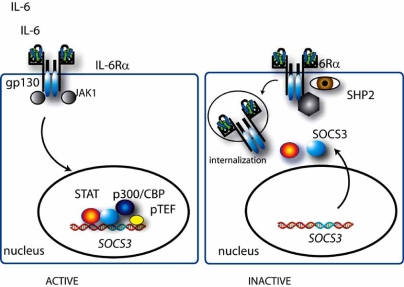 IL-6
IL-6
IL-6Rα
IL-6Rα
gp130
JAK1
SHP2
SOCS3
internalization
STAT
p300/CBP
pTEF
SOCS3
SOCS3
nucleus
nucleus
ACTIVE
INACTIVE